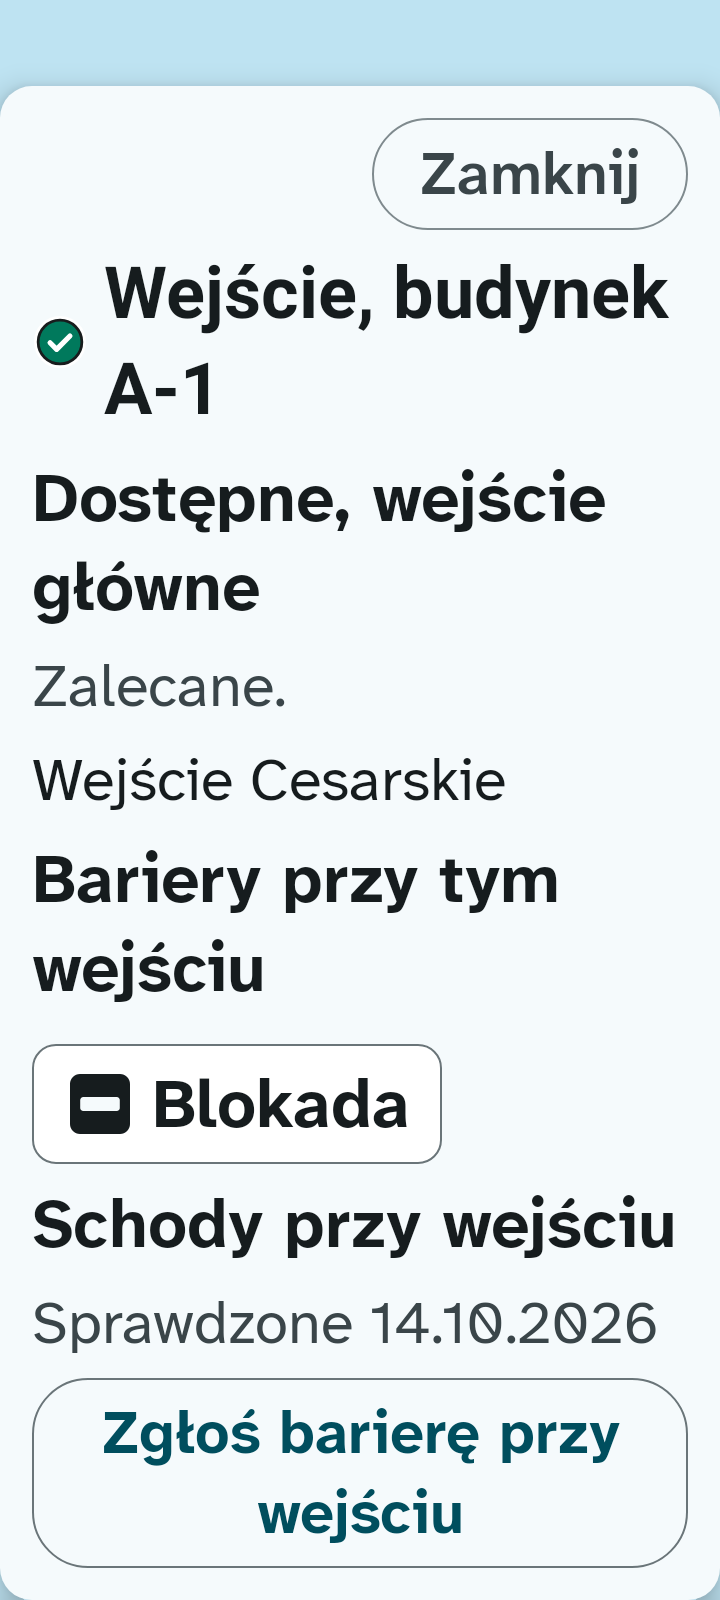 Zamknij
Wejście, budynek
A-1
Dostępne, wejście
główne
Zalecane.
Wejście Cesarskie
Bariery przy tym
wejściu
Blokada
Schody przy wejściu
Sprawdzone 14.10.2026
Zgłoś barierę przy
wejściu